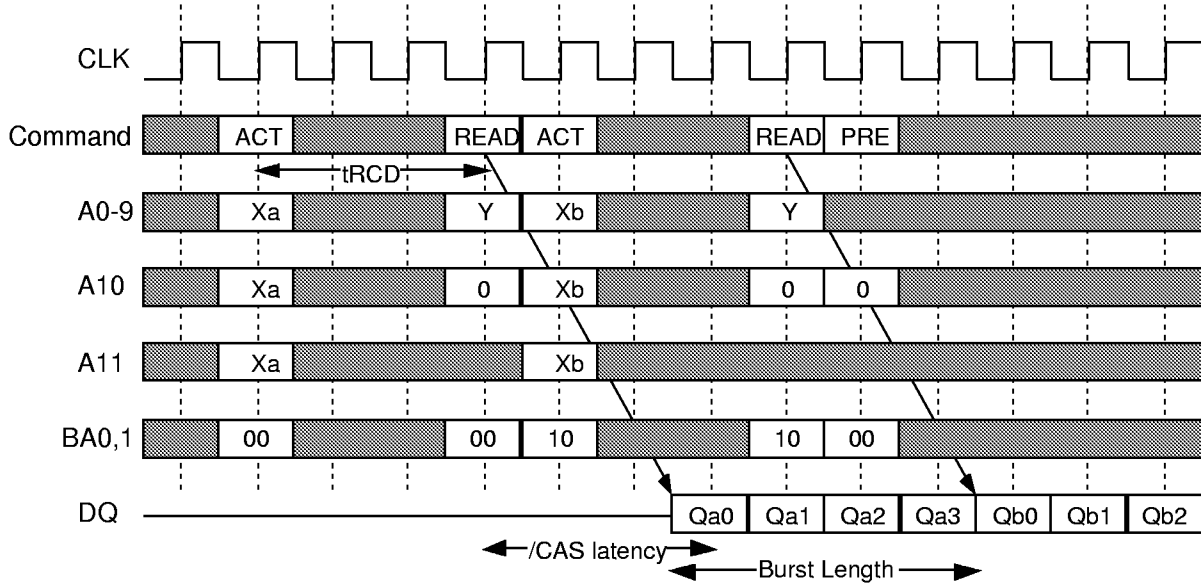 CLK
Command ACT READ ACT READ PRE
tRCD
A0-9 Xa Y Xb Y
A10 Xa 0 Xb 0 0
A11 Xa Xb
BA0,1 00 00 10 10 00
DQ Qa0 Qa1 Qa2 Qa3 Qb0 Qb1 Qb2
/CAS latency
Burst Length